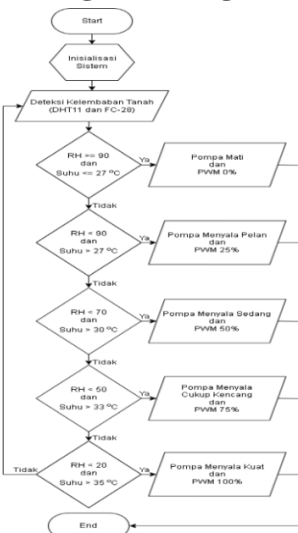 Start
Inisialisasi
Sistem
Deteksi Kelembaban Tanah
(DHT11 dan FC-28)
RH >= 90
dan
Suhu <= 27 ºC
Ya
Pompa Mati
dan
PWM 0%
Tidak
RH < 90
dan
Suhu > 27 ºC
Ya
Pompa Menyala Pelan
dan
PWM 25%
Tidak
RH < 70
dan
Suhu > 30 ºC
Ya
Pompa Menyala Sedang
dan
PWM 50%
Tidak
RH < 50
dan
Suhu > 33 ºC
Ya
Pompa Menyala
Cukup Kencang
dan
PWM 75%
Tidak
Tidak
RH < 20
dan
Suhu > 35 ºC
Ya
Pompa Menyala Kuat
dan
PWM 100%
End